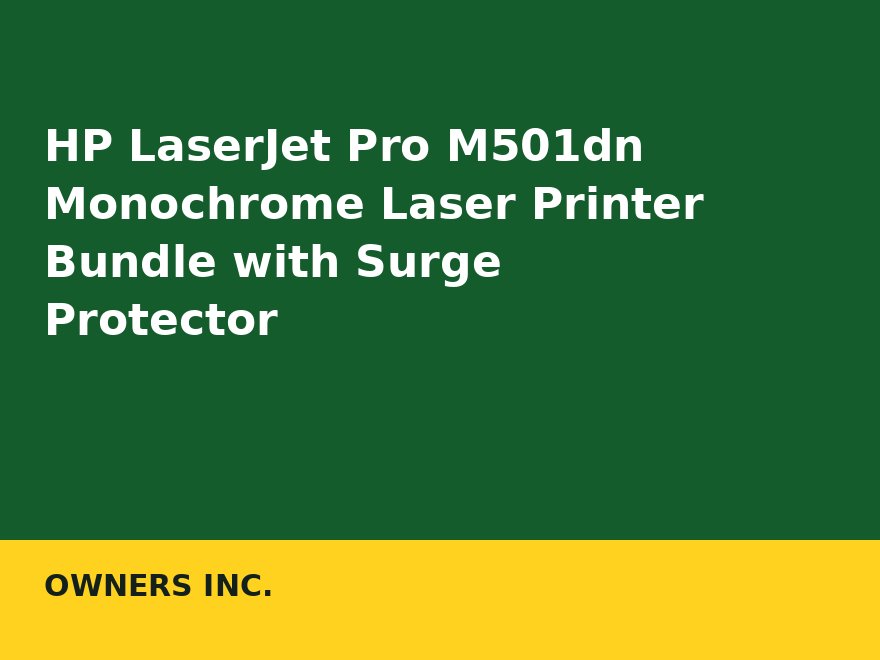 HP LaserJet Pro M501dn
Monochrome Laser Printer
Bundle with Surge
Protector
OWNERS INC.